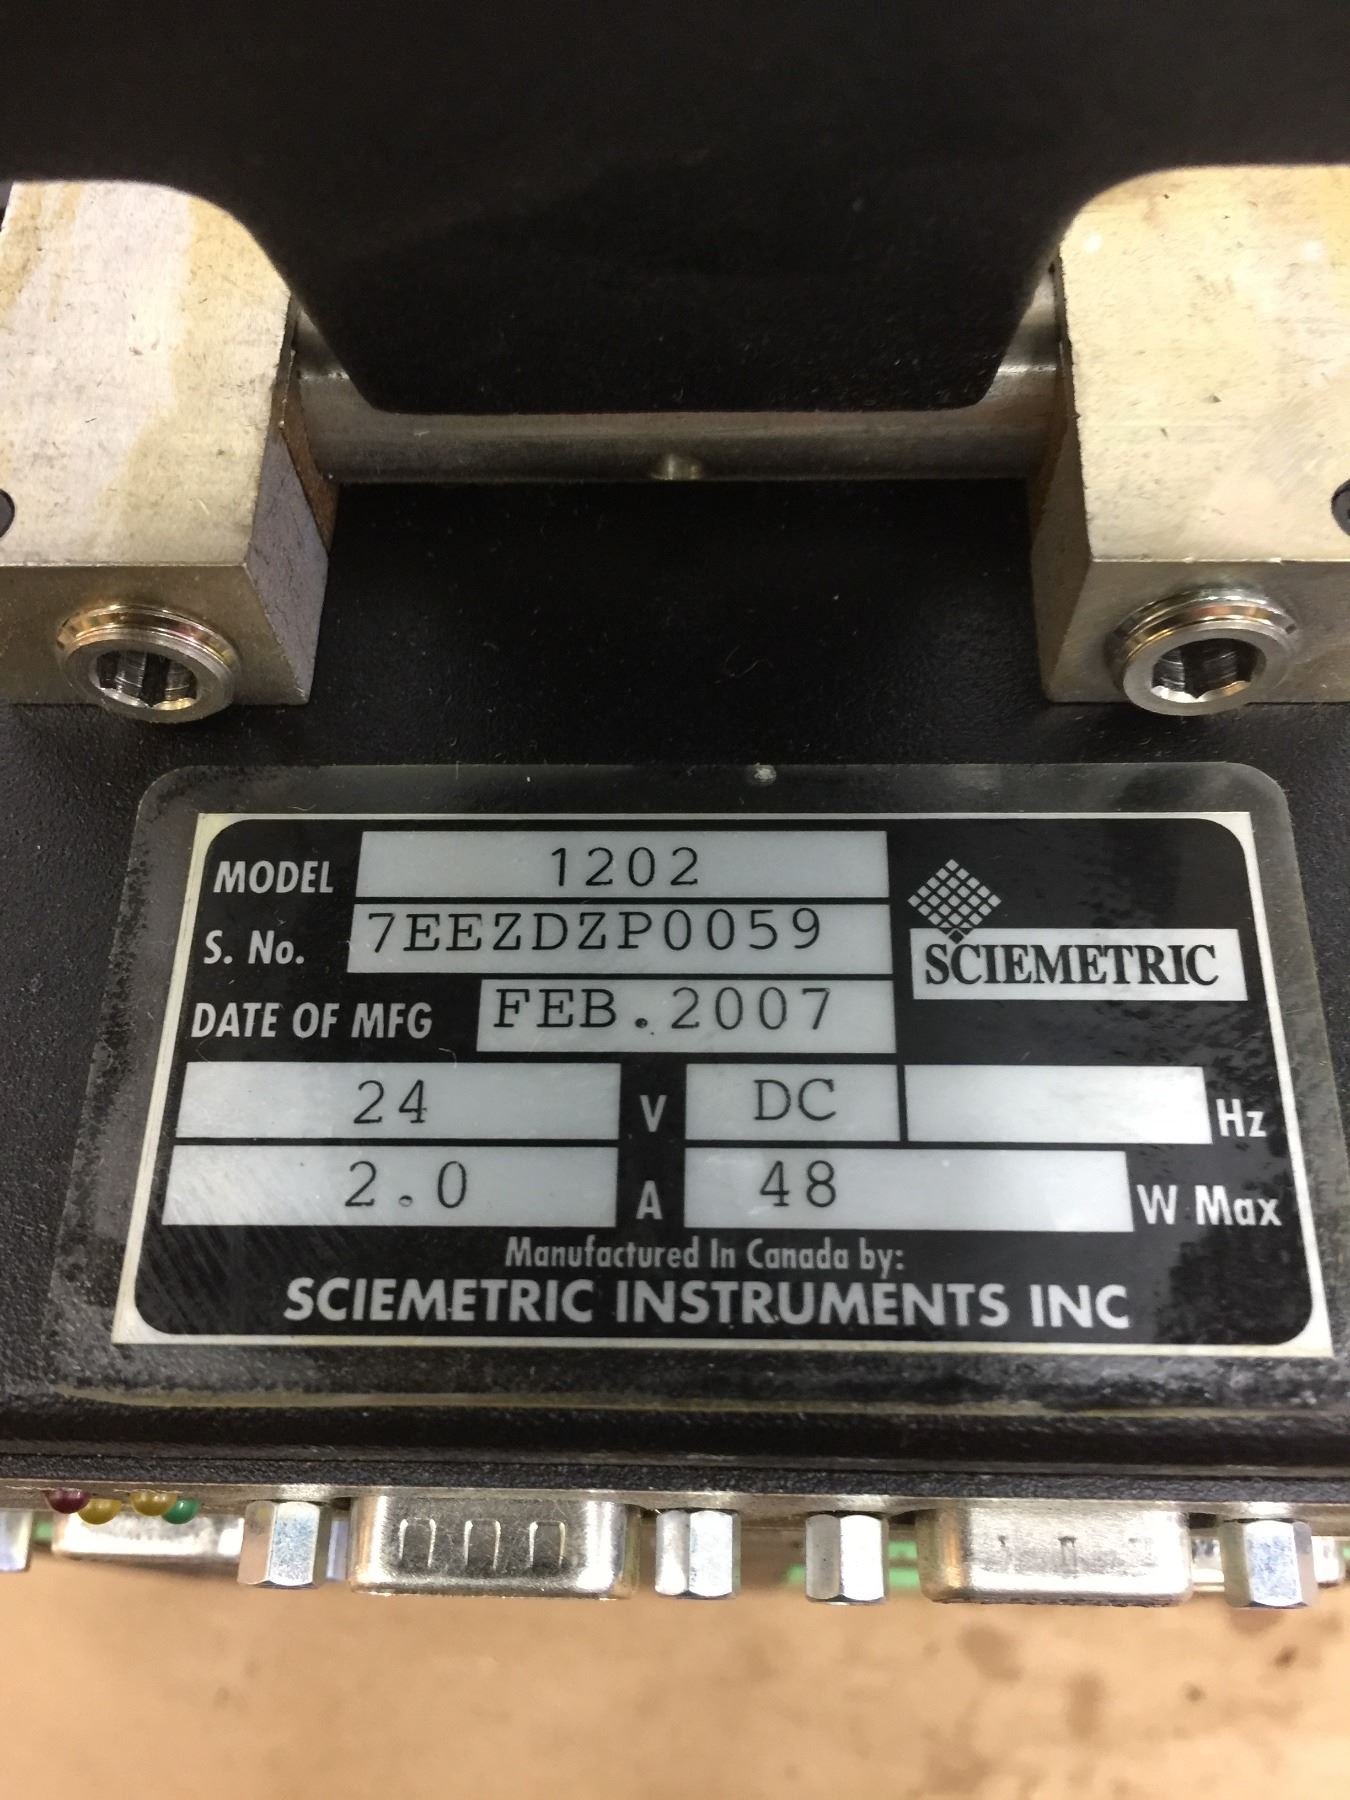 MODEL 1202
S. No. 7EEZDZP0059
SCIEMETRIC
DATE OF MFG FEB.2007
24 V DC Hz
2.0 A 48 W Max
Manufactured In Canada by:
SCIEMETRIC INSTRUMENTS INC